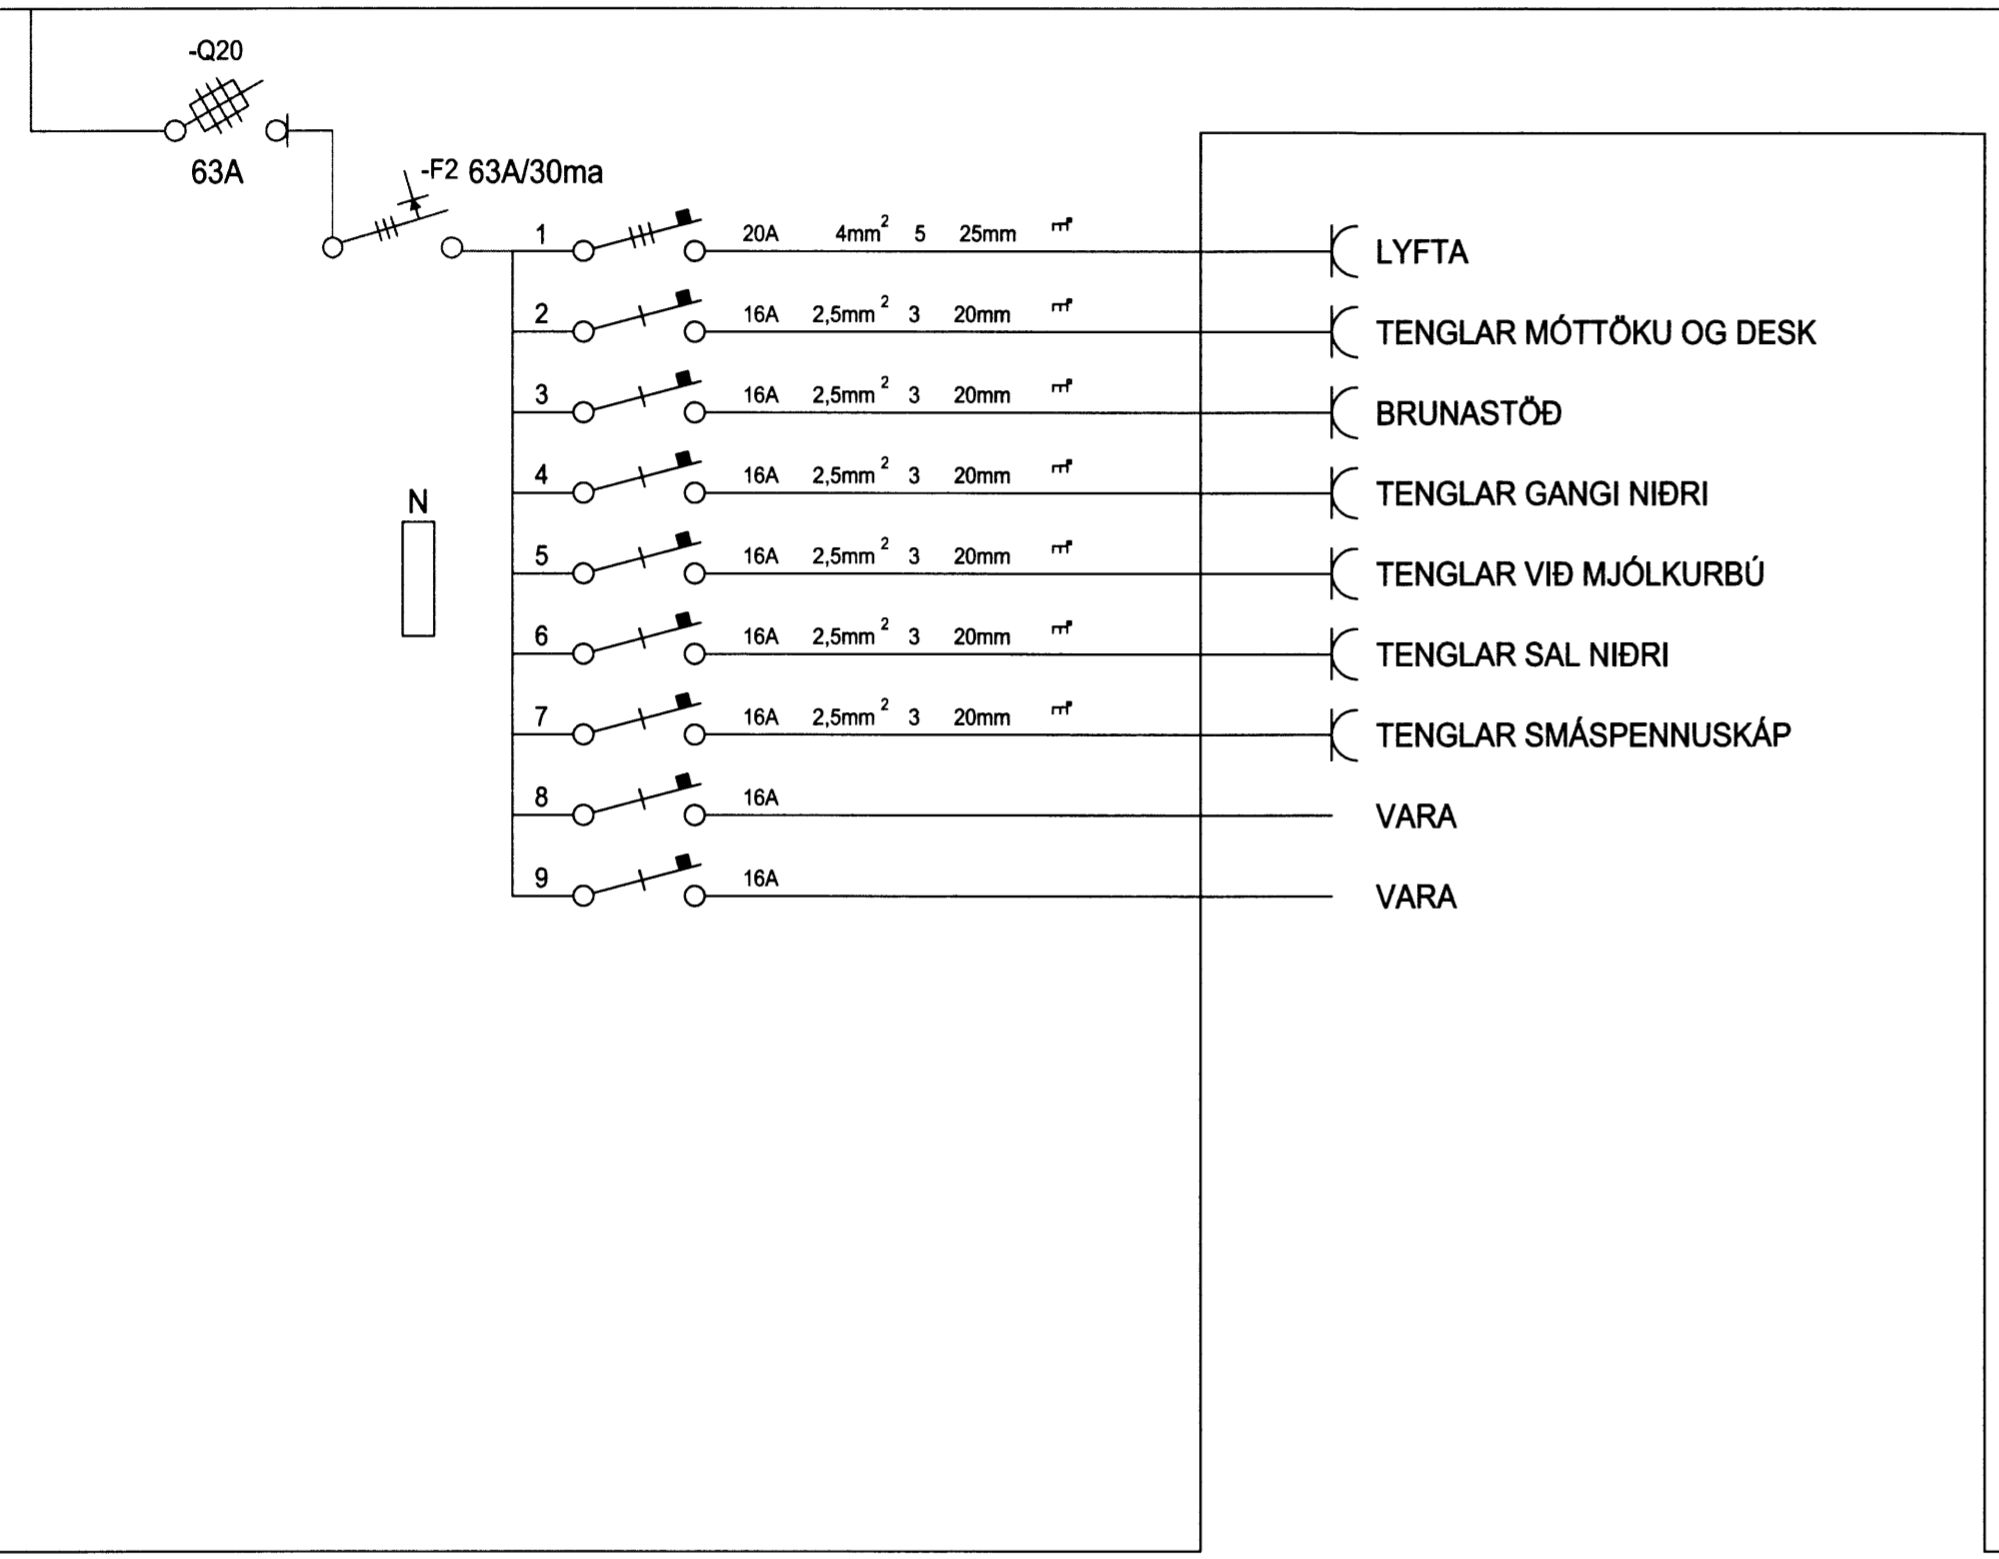 -Q20
63A
-F2 63A/30ma
1 20A 4mm² 5 25mm LYFTA
2 16A 2,5mm² 3 20mm TENGLAR MÓTTÖKU OG DESK
3 16A 2,5mm² 3 20mm BRUNASTÖÐ
4 16A 2,5mm² 3 20mm TENGLAR GANGI NIÐRI
N
5 16A 2,5mm² 3 20mm TENGLAR VIÐ MJÓLKURBÚ
6 16A 2,5mm² 3 20mm TENGLAR SAL NIÐRI
7 16A 2,5mm² 3 20mm TENGLAR SMÁSPENNUSKÁP
8 16A VARA
9 16A VARA